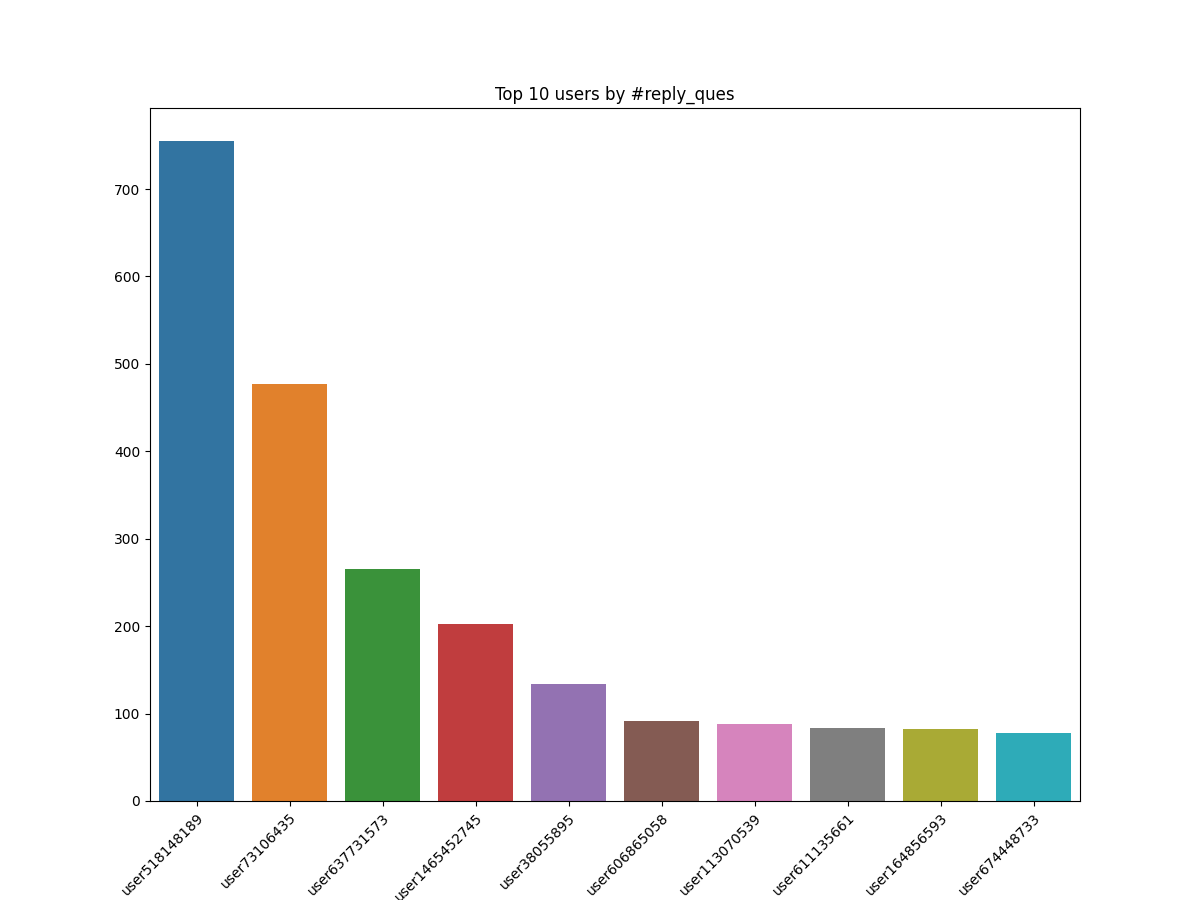 Top 10 users by #reply_ques
700
600
500
400
300
200
100
0
user518148189
user73106435
user637731573
user1465452745
user38055895
user606865058
user113070539
user611135661
user164856593
user674448733